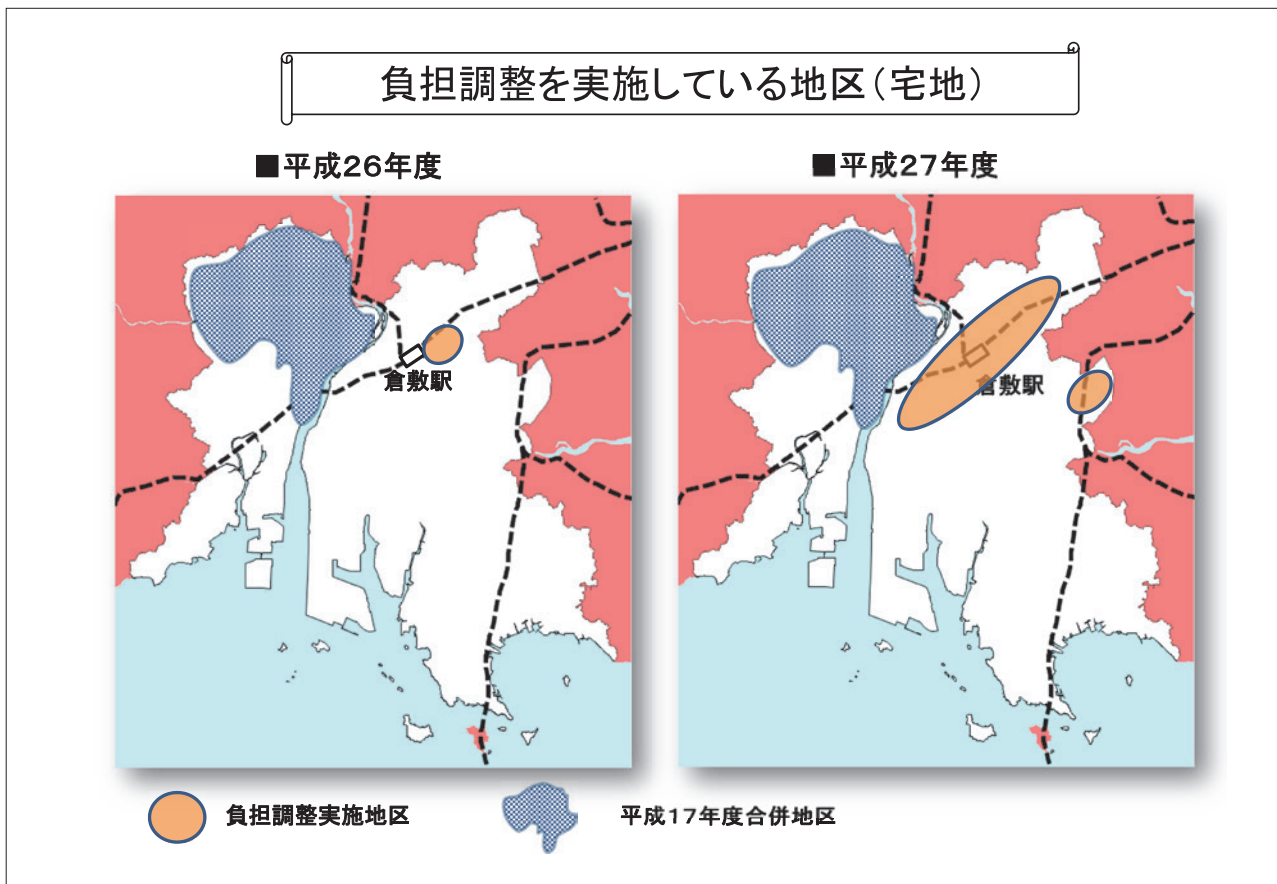 負担調整を実施している地区（宅地）
■平成26年度
■平成27年度
倉敷駅
倉敷駅
負担調整実施地区
平成17年度合併地区